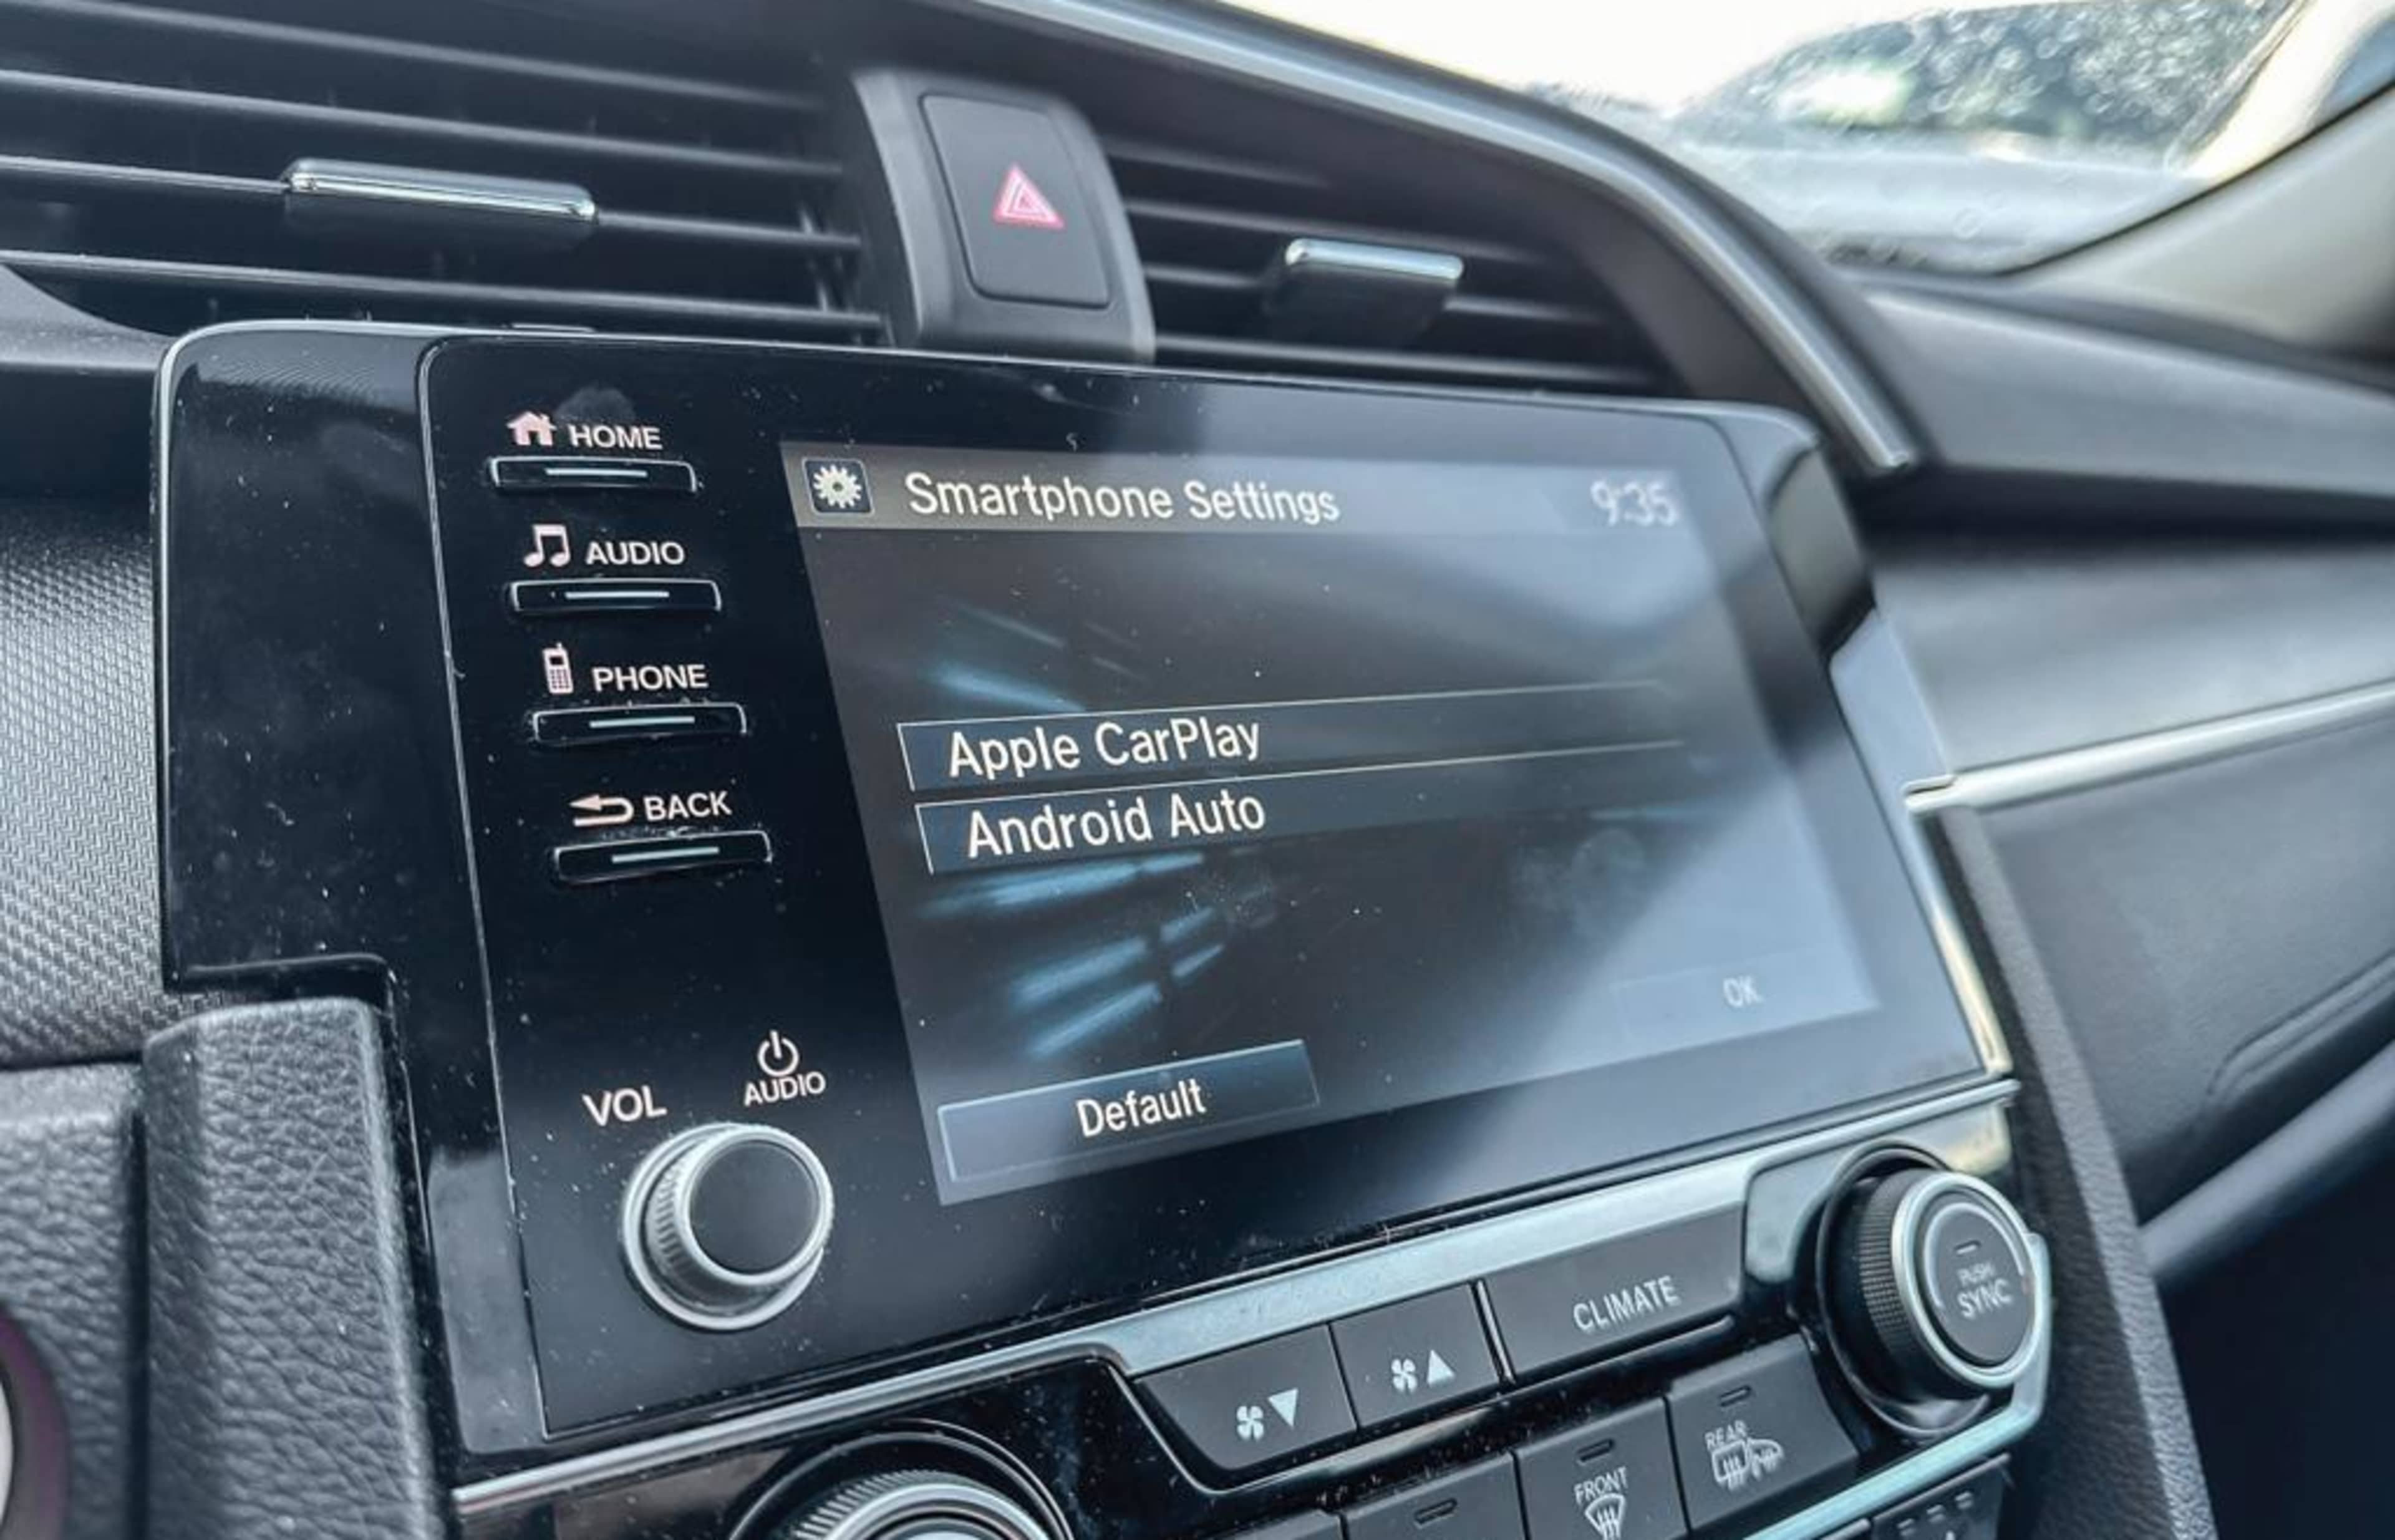 HOME
AUDIO
PHONE
BACK
VOL
AUDIO
Smartphone Settings
9:35
Apple CarPlay
Android Auto
OK
Default
CLIMATE
PUSH
SYNC
REAR
FRONT